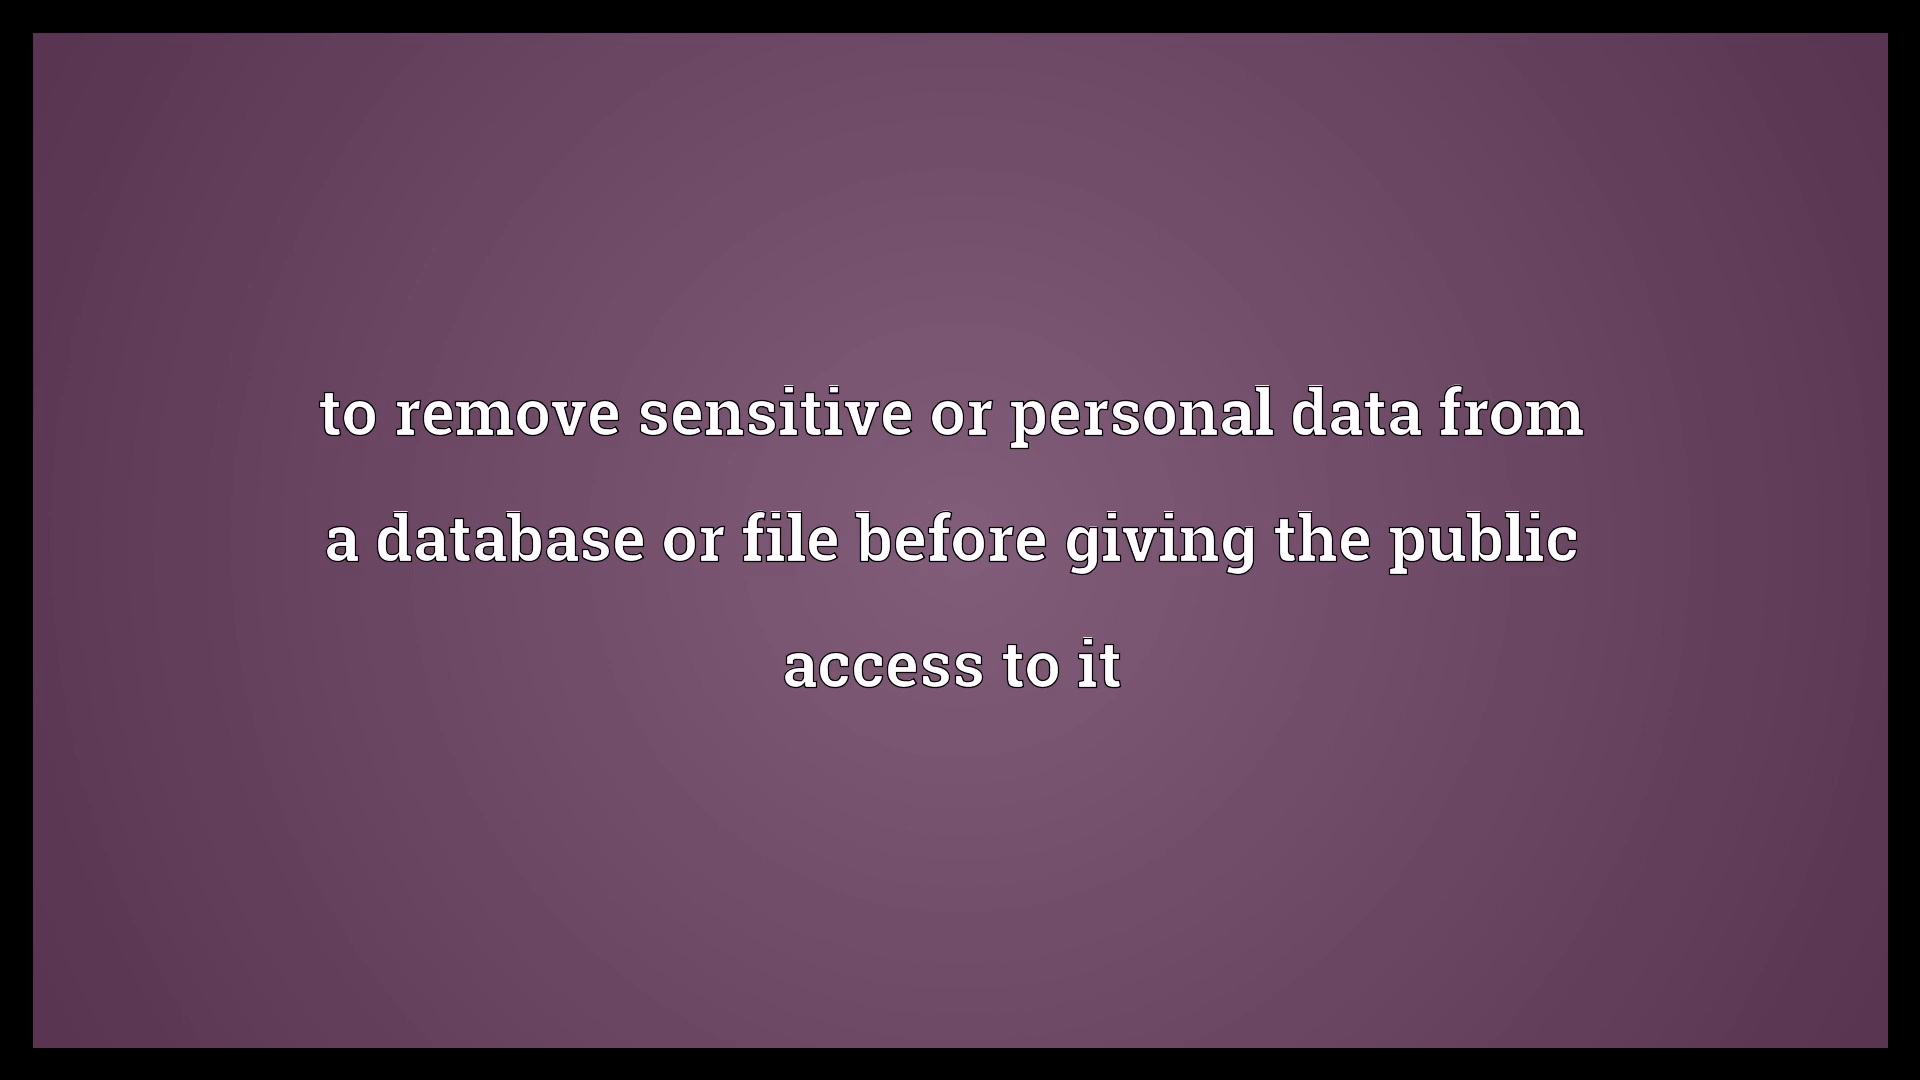 to remove sensitive or personal data from
a database or file before giving the public
access to it